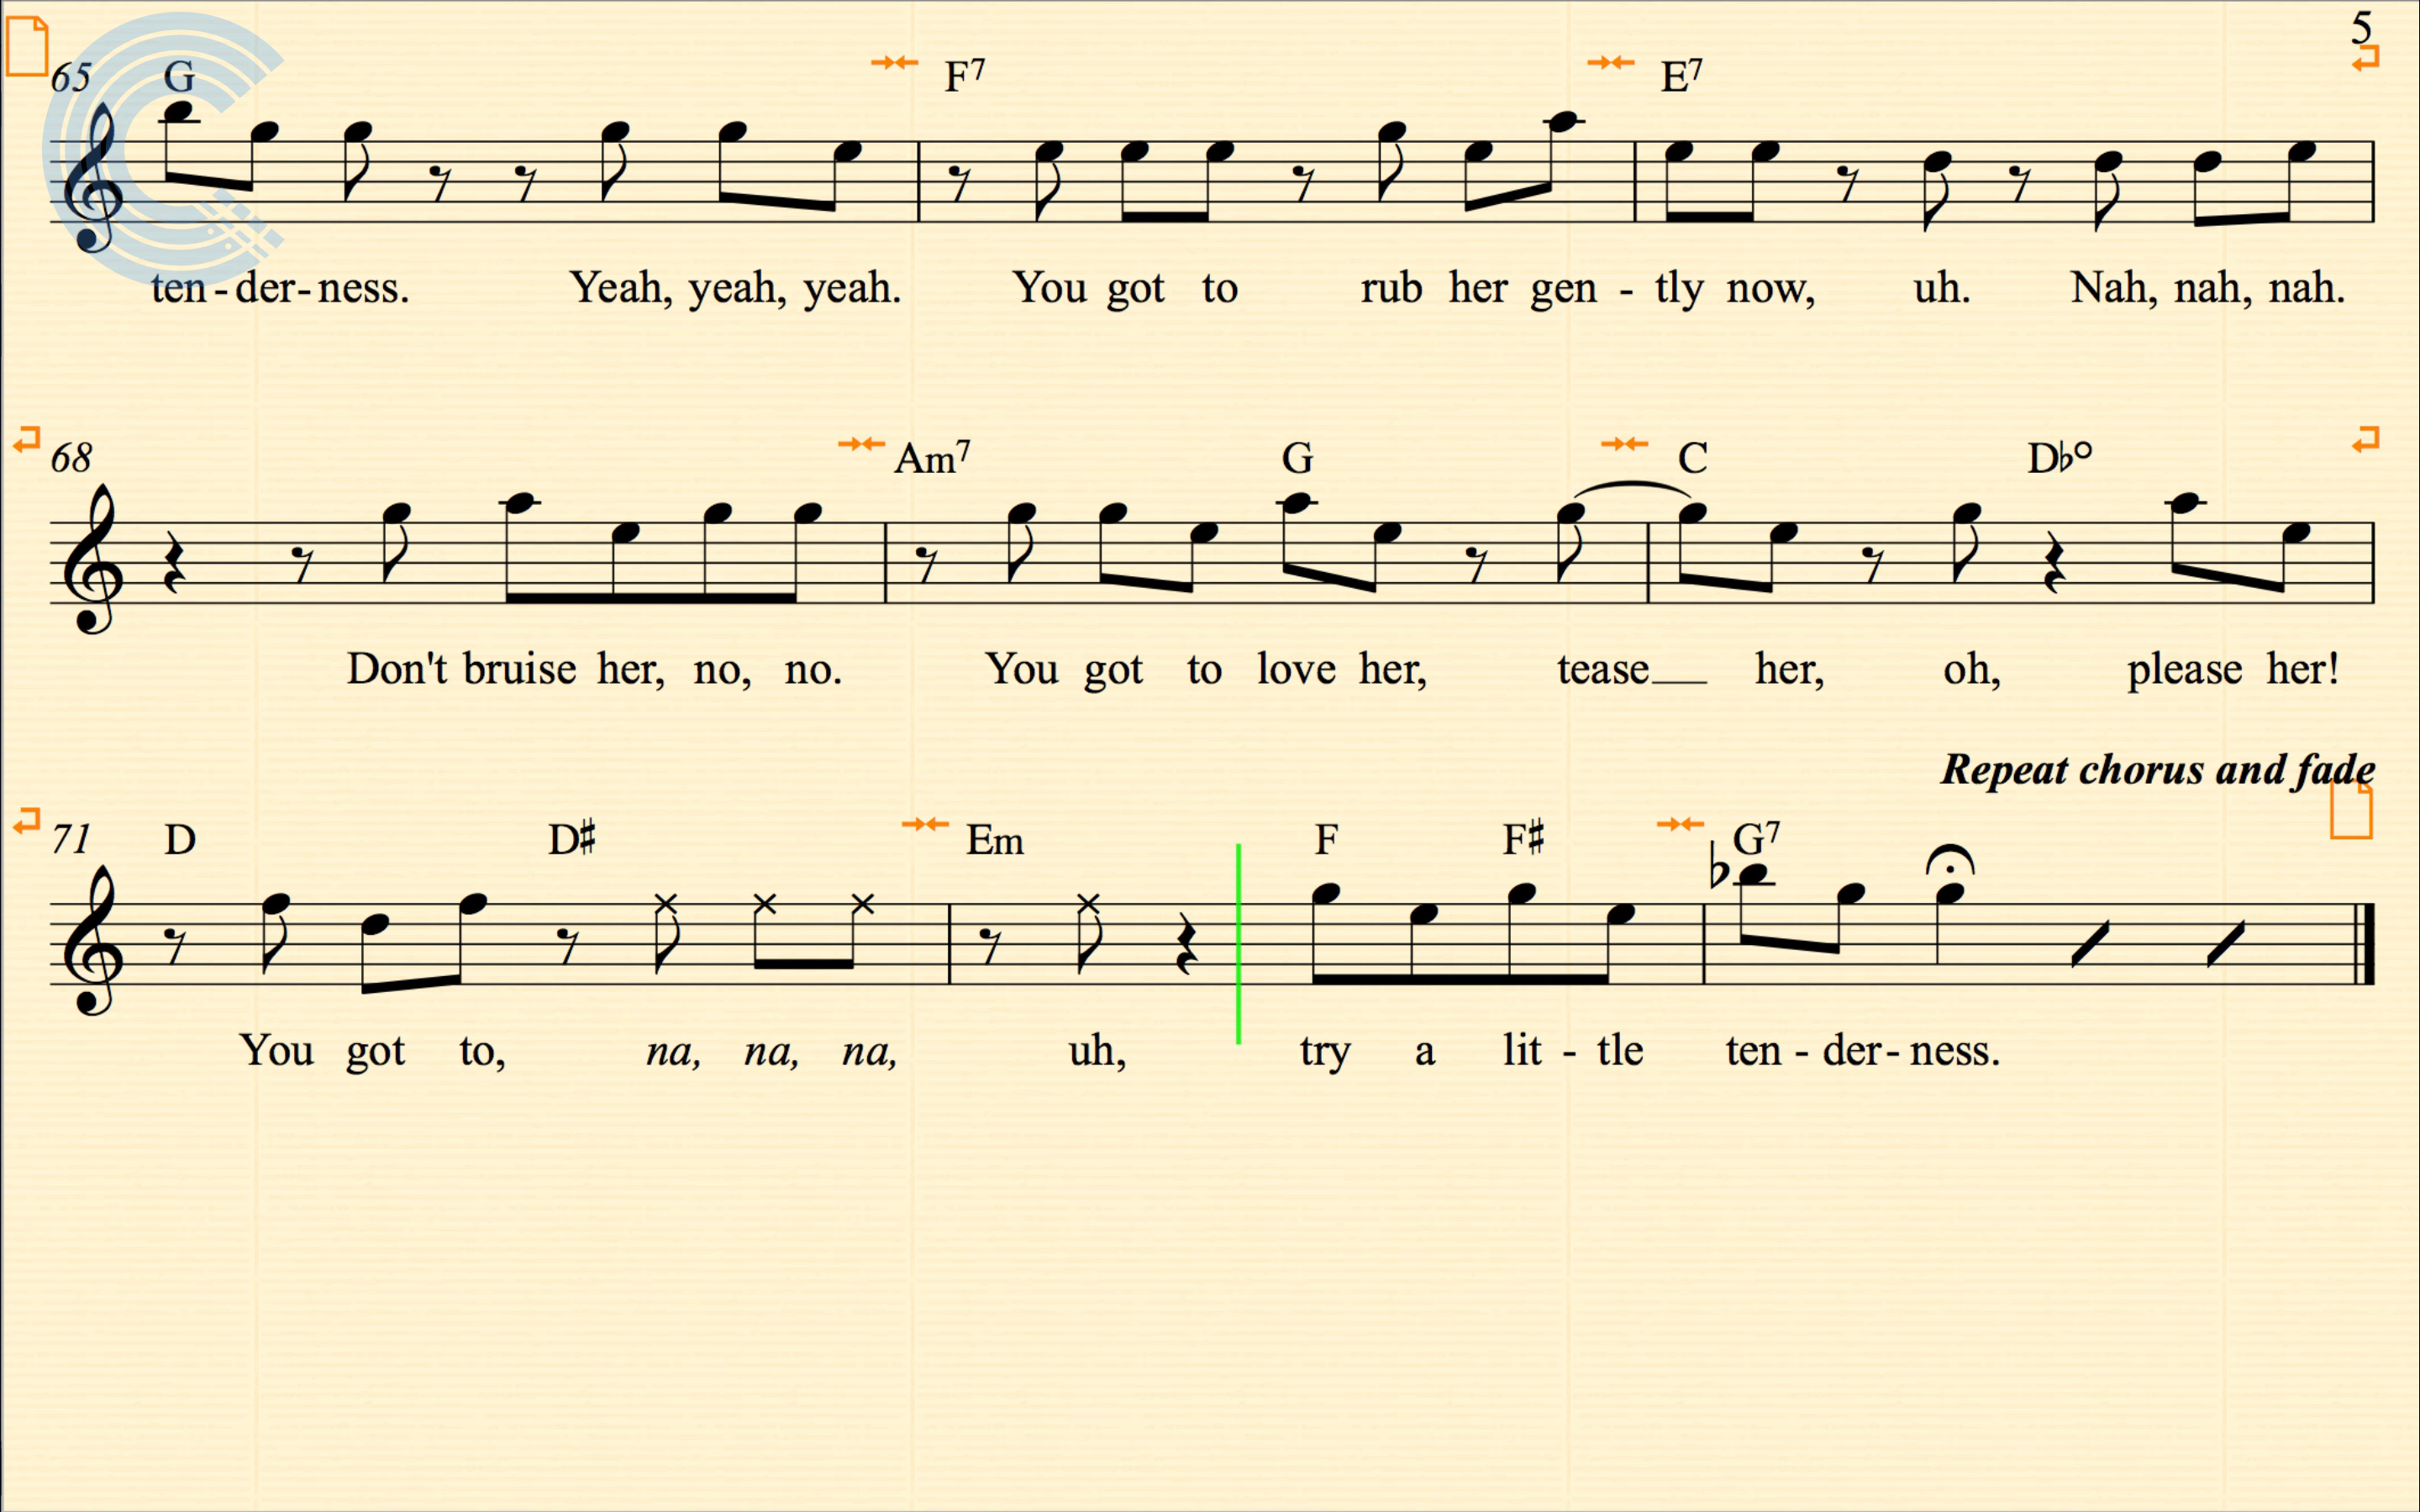 5
65 G F7 E7
ten - der - ness. Yeah, yeah, yeah. You got to rub her gen - tly now, uh. Nah, nah, nah.
68 Am7 G C D♭°
Don't bruise her, no, no. You got to love her, tease__ her, oh, please her!
Repeat chorus and fade
71 D D♯ Em F F♯ G7
You got to, na, na, na, uh, try a lit - tle ten - der - ness.